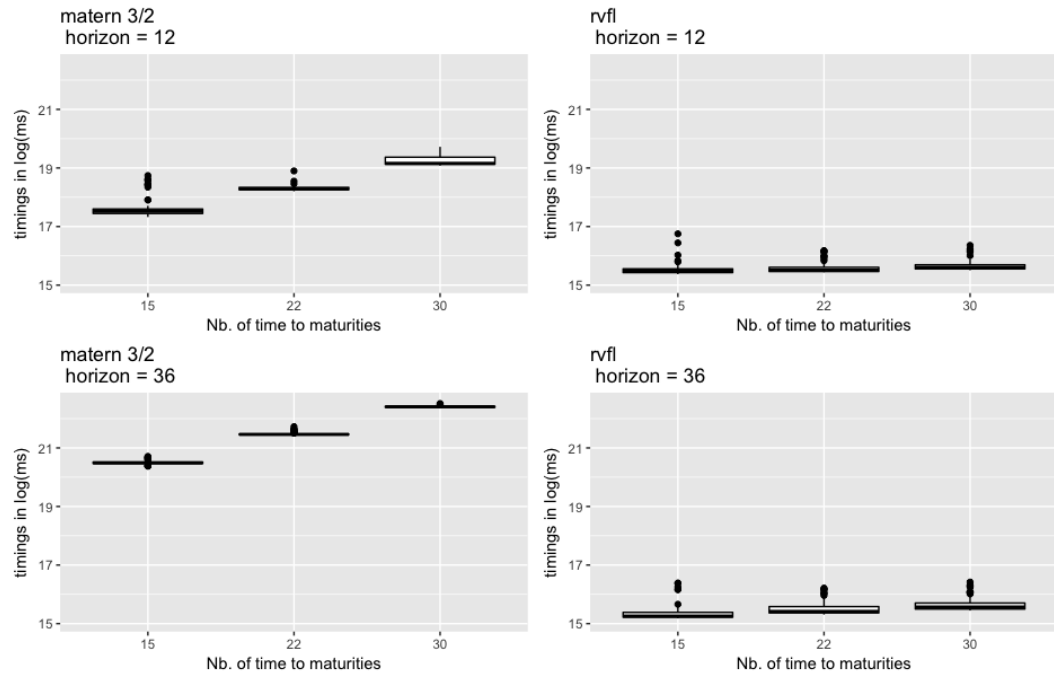 matern 3/2
horizon = 12
timings in log(ms)
21
19
17
15
15
22
30
Nb. of time to maturities
rvfl
horizon = 12
timings in log(ms)
21
19
17
15
15
22
30
Nb. of time to maturities
matern 3/2
horizon = 36
timings in log(ms)
21
19
17
15
15
22
30
Nb. of time to maturities
rvfl
horizon = 36
timings in log(ms)
21
19
17
15
15
22
30
Nb. of time to maturities